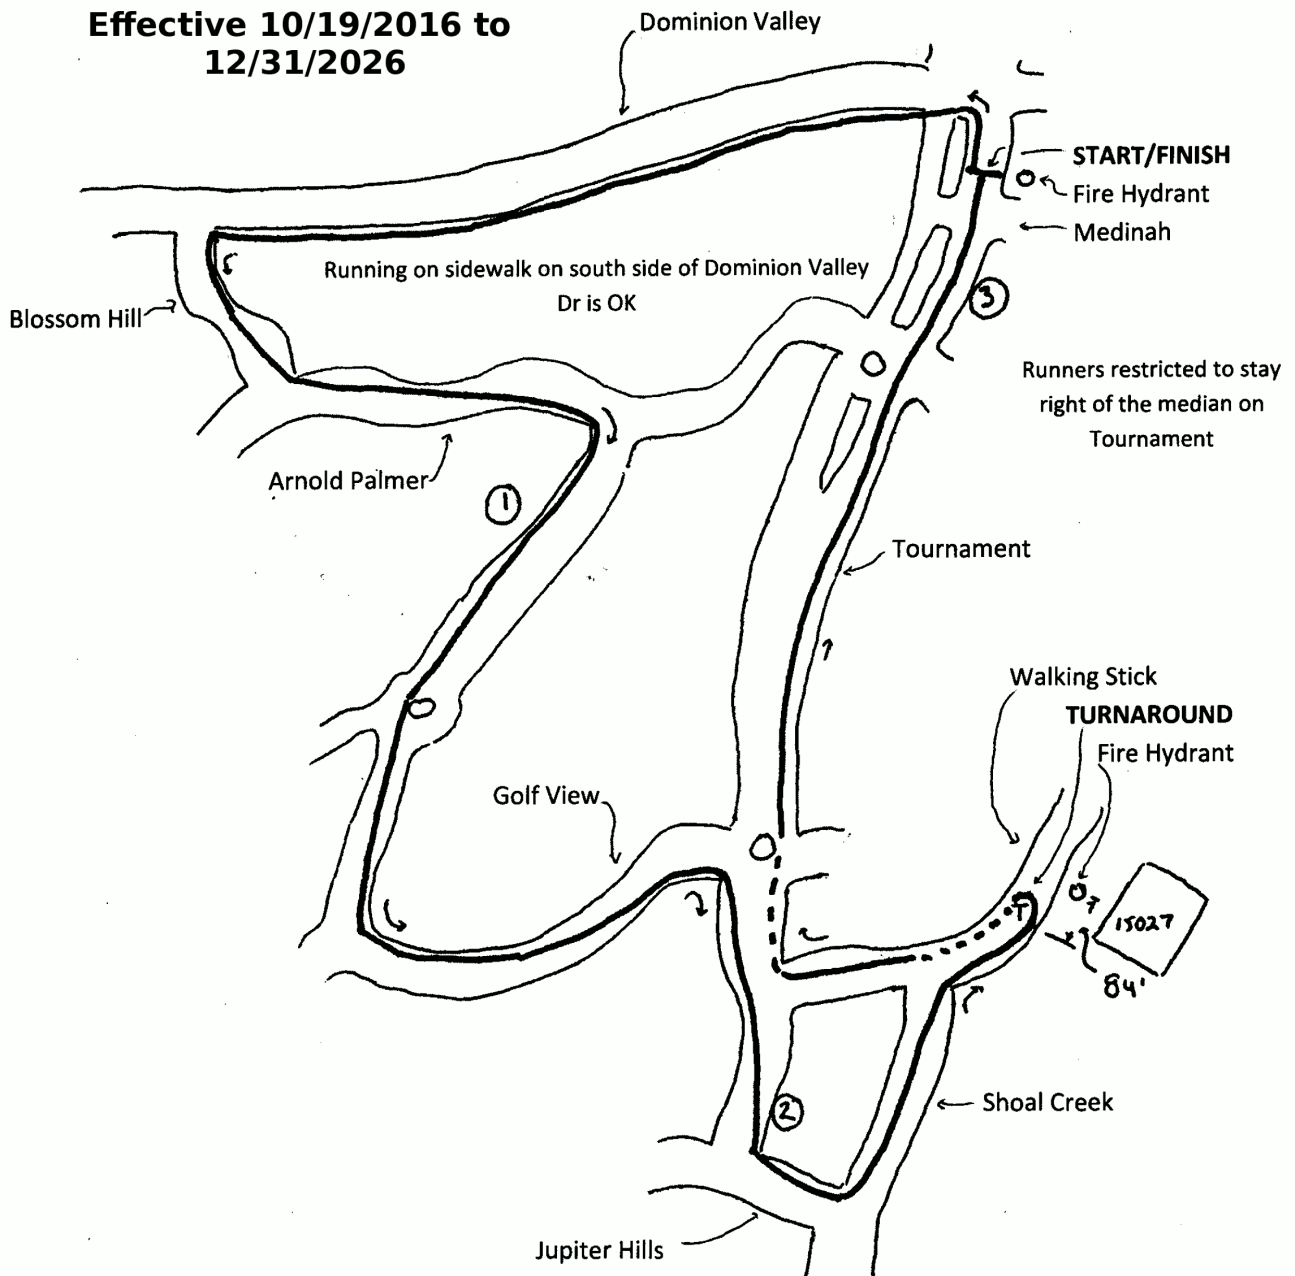 Effective 10/19/2016 to
12/31/2026
Dominion Valley
START/FINISH
Fire Hydrant
Medinah
Running on sidewalk on south side of Dominion Valley
Dr is OK
3
Blossom Hill
Runners restricted to stay
right of the median on
Tournament
Arnold Palmer
1
Tournament
Walking Stick
TURNAROUND
Fire Hydrant
Golf View
T
7
15027
84'
2
Shoal Creek
Jupiter Hills